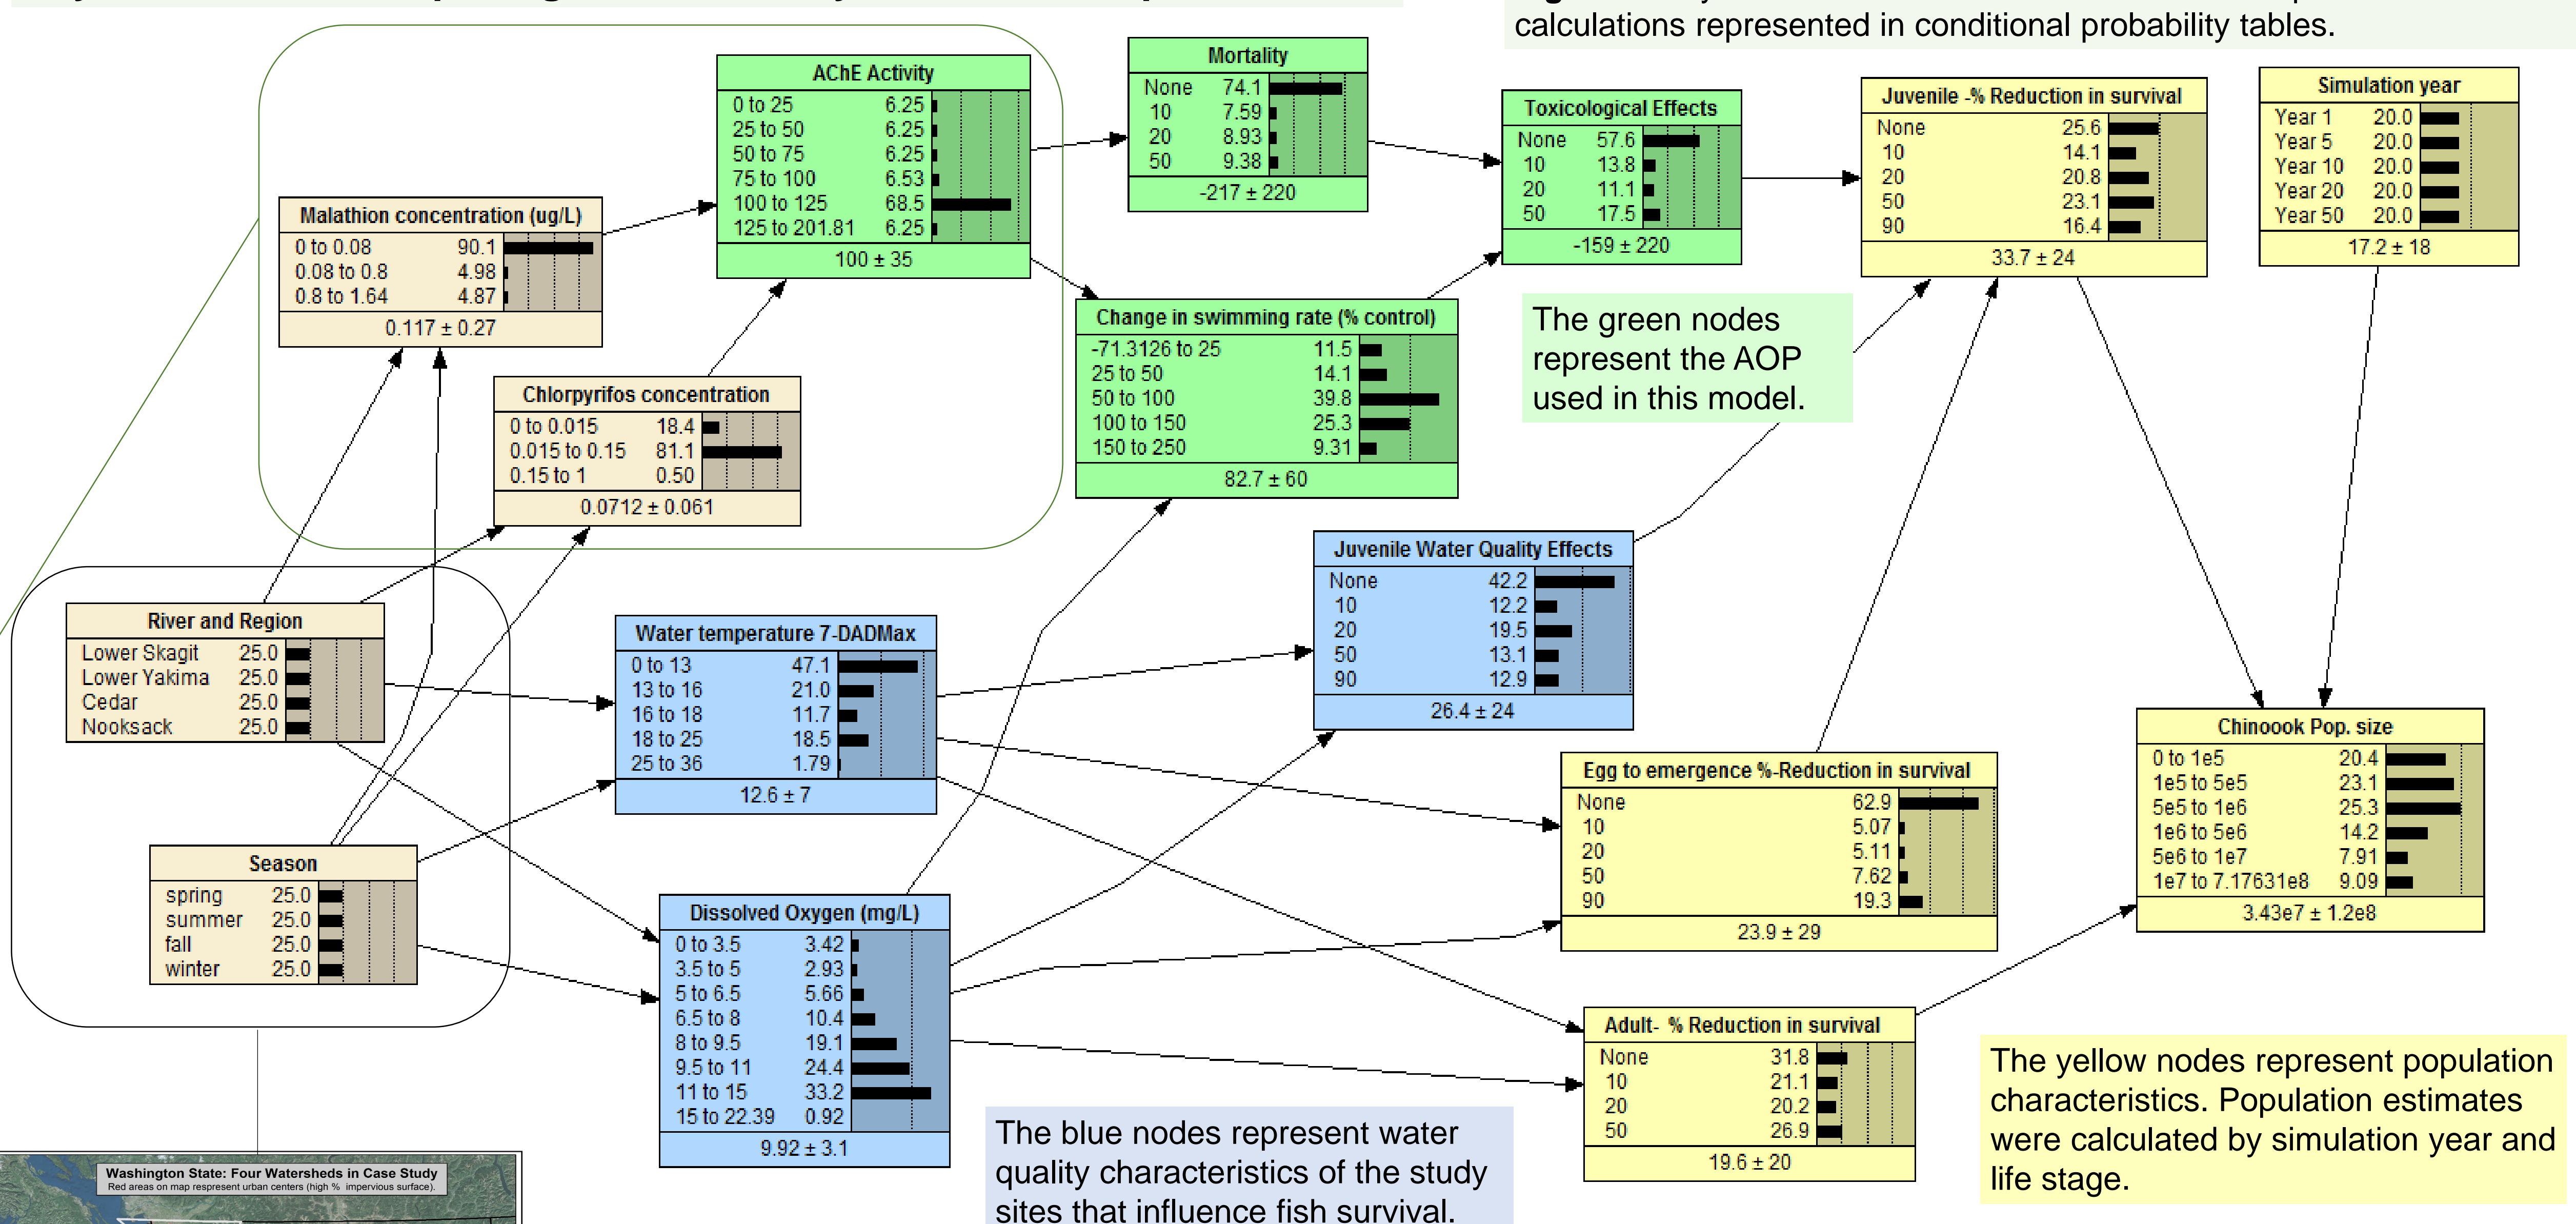 calculations represented in conditional probability tables.
AChE Activity
0 to 25 6.25
25 to 50 6.25
50 to 75 6.25
75 to 100 6.53
100 to 125 68.5
125 to 201.81 6.25
100 ± 35
Mortality
None 74.1
10 7.59
20 8.93
50 9.38
-217 ± 220
Toxicological Effects
None 57.6
10 13.8
20 11.1
50 17.5
-159 ± 220
Juvenile -% Reduction in survival
None 25.6
10 14.1
20 20.8
50 23.1
90 16.4
33.7 ± 24
Simulation year
Year 1 20.0
Year 5 20.0
Year 10 20.0
Year 20 20.0
Year 50 20.0
17.2 ± 18
Malathion concentration (ug/L)
0 to 0.08 90.1
0.08 to 0.8 4.98
0.8 to 1.64 4.87
0.117 ± 0.27
Chlorpyrifos concentration
0 to 0.015 18.4
0.015 to 0.15 81.1
0.15 to 1 0.50
0.0712 ± 0.061
Change in swimming rate (% control)
-71.3126 to 25 11.5
25 to 50 14.1
50 to 100 39.8
100 to 150 25.3
150 to 250 9.31
82.7 ± 60
The green nodes
represent the AOP
used in this model.
River and Region
Lower Skagit 25.0
Lower Yakima 25.0
Cedar 25.0
Nooksack 25.0
Water temperature 7-DADMax
0 to 13 47.1
13 to 16 21.0
16 to 18 11.7
18 to 25 18.5
25 to 36 1.79
12.6 ± 7
Juvenile Water Quality Effects
None 42.2
10 12.2
20 19.5
50 13.1
90 12.9
26.4 ± 24
Season
spring 25.0
summer 25.0
fall 25.0
winter 25.0
Dissolved Oxygen (mg/L)
0 to 3.5 3.42
3.5 to 5 2.93
5 to 6.5 5.66
6.5 to 8 10.4
8 to 9.5 19.1
9.5 to 11 24.4
11 to 15 33.2
15 to 22.39 0.92
9.92 ± 3.1
Egg to emergence %-Reduction in survival
None 62.9
10 5.07
20 5.11
50 7.62
90 19.3
23.9 ± 29
Chinoook Pop. size
0 to 1e5 20.4
1e5 to 5e5 23.1
5e5 to 1e6 25.3
1e6 to 5e6 14.2
5e6 to 1e7 7.91
1e7 to 7.17631e8 9.09
3.43e7 ± 1.2e8
Adult- % Reduction in survival
None 31.8
10 21.1
20 20.2
50 26.9
19.6 ± 20
The blue nodes represent water
quality characteristics of the study
sites that influence fish survival.
The yellow nodes represent population
characteristics. Population estimates
were calculated by simulation year and
life stage.
Washington State: Four Watersheds in Case Study
Red areas on map respresent urban centers (high % impervious surface).